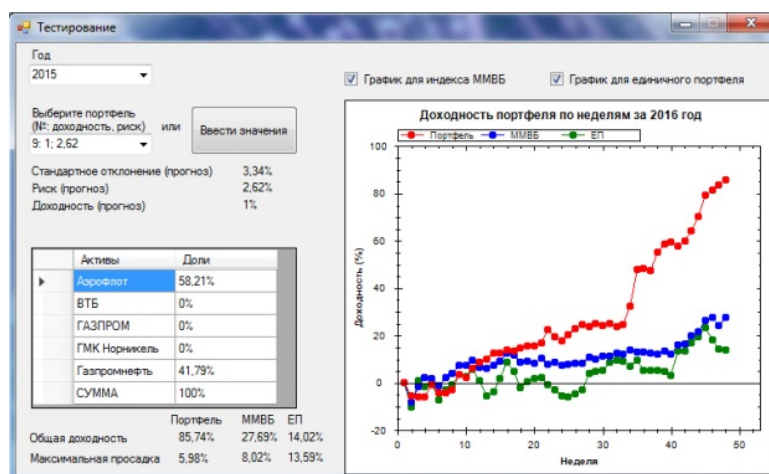 Тестирование
Год
2015
График для индекса ММВБ
График для единичного портфеля
Выберите портфель
(№: доходность, риск) или
Ввести значения
9: 1; 2,62
Стандартное отклонение (прогноз) 3,34%
Риск (прогноз) 2,62%
Доходность (прогноз) 1%
Активы Доли
Аэрофлот 58,21%
ВТБ 0%
ГАЗПРОМ 0%
ГМК Норникель 0%
Газпромнефть 41,79%
СУММА 100%
Портфель ММВБ ЕП
Общая доходность 85,74% 27,69% 14,02%
Максимальная просадка 5,98% 8,02% 13,59%
Доходность портфеля по неделям за 2016 год
Портфель ММВБ ЕП
Доходность (%)
100
80
60
40
20
0
-20
0 10 20 30 40 50
Неделя